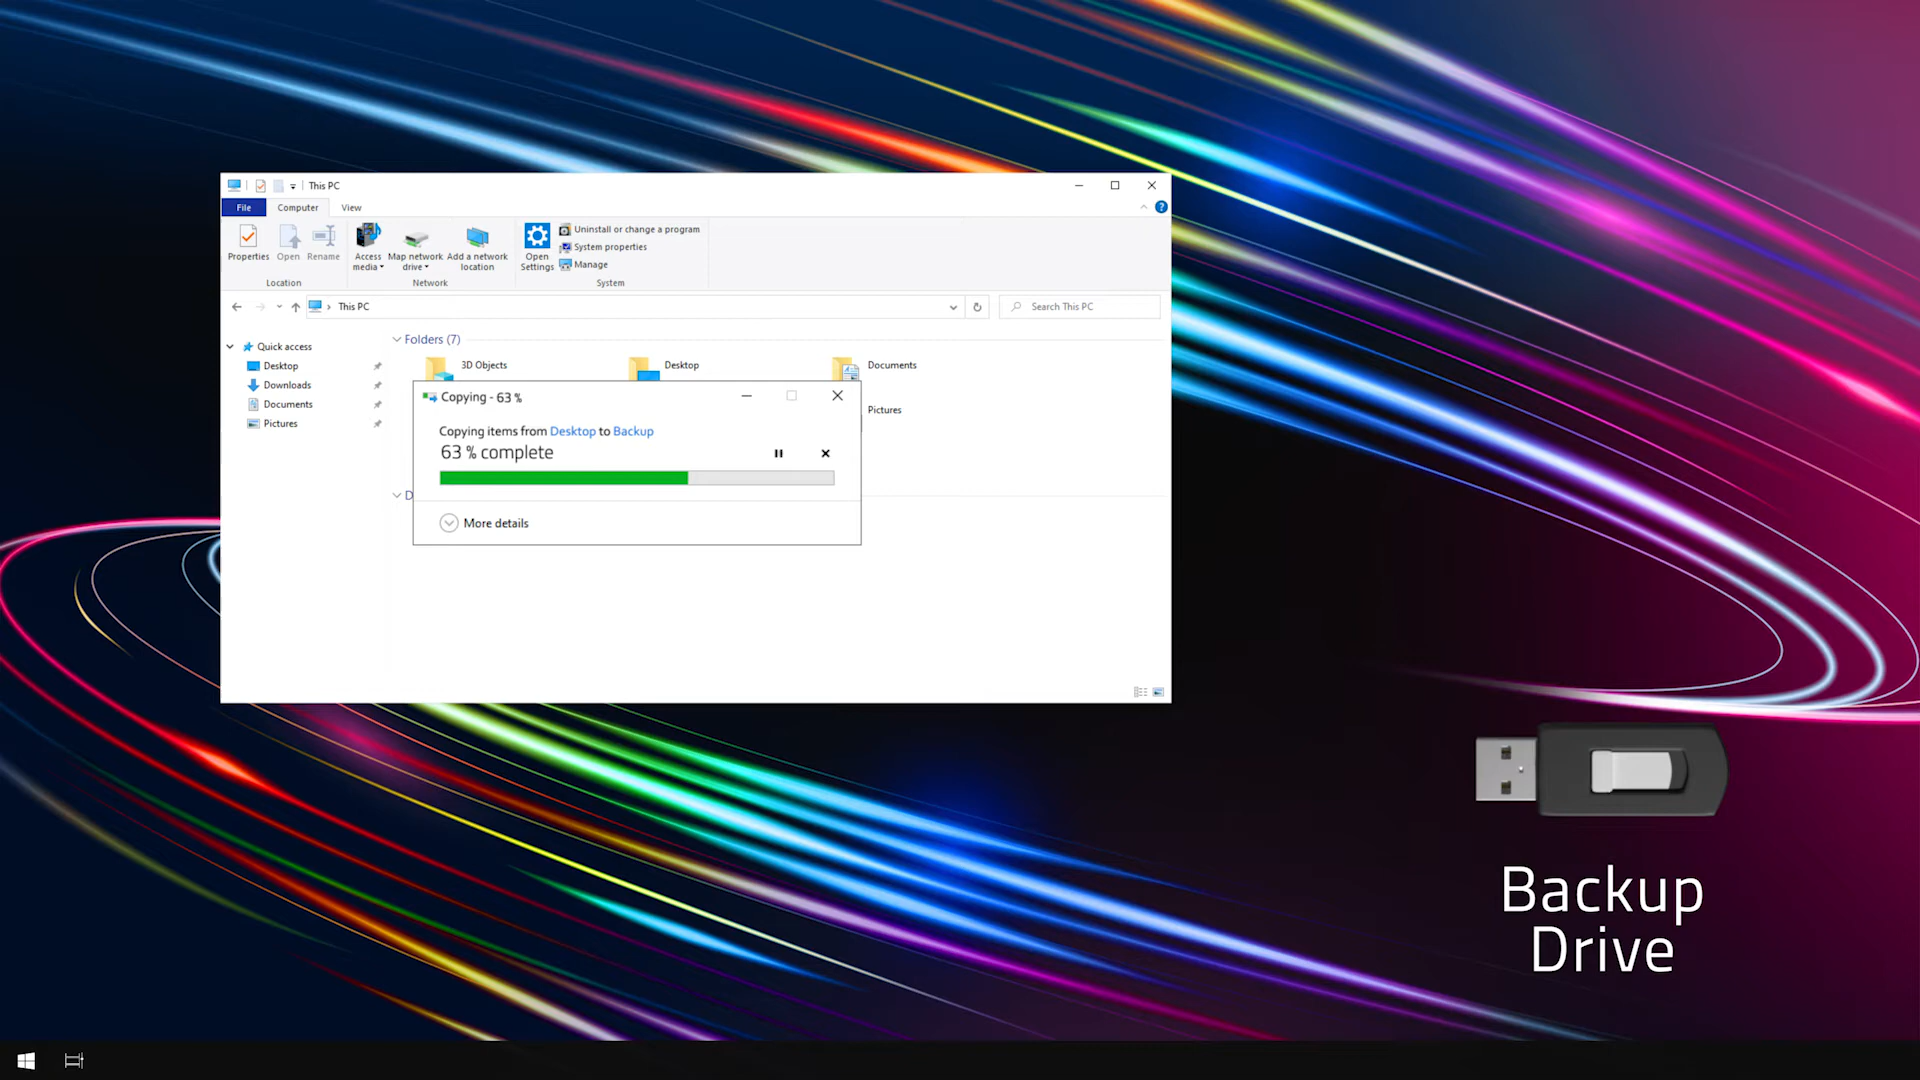 This PC
File
Computer
View
Properties
Open
Rename
Access media
Map network drive
Add a network location
Open Settings
Uninstall or change a program
System properties
Manage
Location
Network
System
This PC
Search This PC
Quick access
Desktop
Downloads
Documents
Pictures
Folders (7)
3D Objects
Desktop
Documents
Pictures
D
Copying - 63 %
Copying items from Desktop to Backup
63 % complete
More details
Backup
Drive